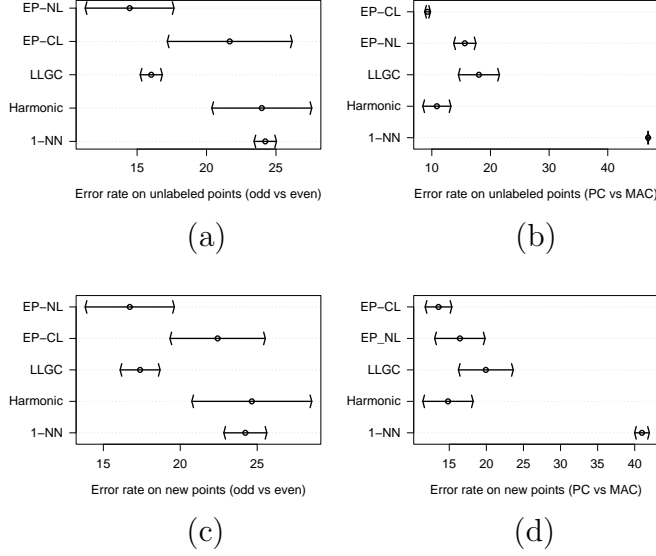 EP−NL
EP−CL
LLGC
Harmonic
1−NN
15 20 25
Error rate on unlabeled points (odd vs even)
(a)
EP−CL
EP−NL
LLGC
Harmonic
1−NN
10 20 30 40
Error rate on unlabeled points (PC vs MAC)
(b)
EP−NL
EP−CL
LLGC
Harmonic
1−NN
15 20 25
Error rate on new points (odd vs even)
(c)
EP−CL
EP_NL
LLGC
Harmonic
1−NN
15 20 25 30 35 40
Error rate on new points (PC vs MAC)
(d)